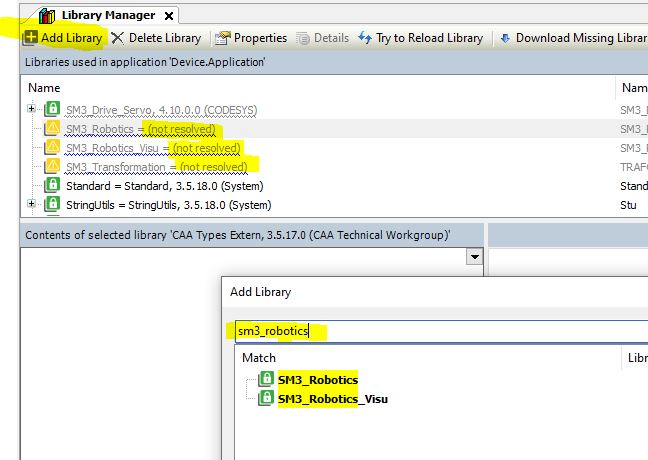 Library Manager
Add Library Delete Library Properties Details Try to Reload Library Download Missing Librar
Libraries used in application 'Device.Application'
Name Nam
SM3_Drive_Servo, 4.10.0.0 (CODESYS) SM3_
SM3_Robotics = (not resolved) SM3_
SM3_Robotics_Visu = (not resolved) SM3_
SM3_Transformation = (not resolved) TRAFO
Standard = Standard, 3.5.18.0 (System) Stand
StringUtils = StringUtils, 3.5.18.0 (System) Stu
Contents of selected library 'CAA Types Extern, 3.5.17.0 (CAA Technical Workgroup)'
Add Library
sm3_robotics
Match Libr
SM3_Robotics
SM3_Robotics_Visu